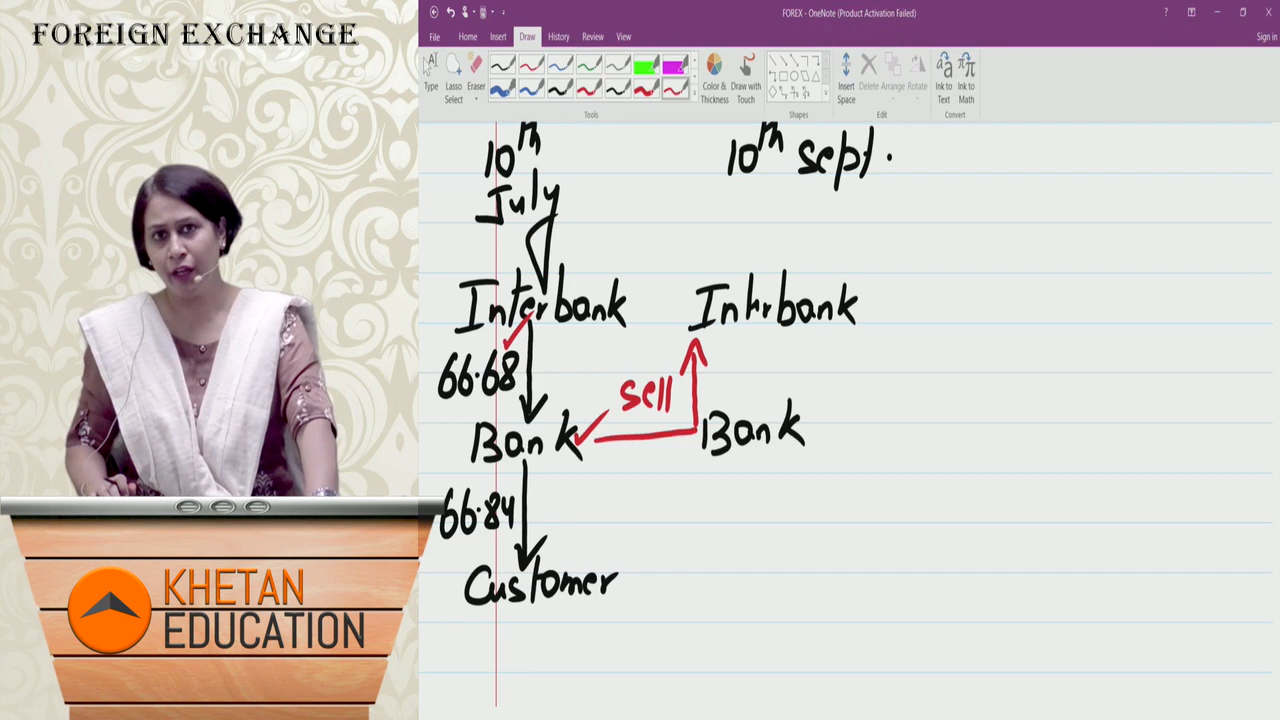 FOREIGN EXCHANGE
FOREX - OneNote (Product Activation Failed)
?
File Home Insert Draw History Review View
Sign in
Type
Lasso Select
Eraser
Color & Thickness
Draw with Touch
Insert Space
Delete
Arrange
Rotate
Ink to Text
Ink to Math
Tools
Shapes
Edit
Convert
10th July
10th sept.
Interbank
Interbank
66.68
sell
Bank
Bank
66.84
Customer
KHETAN
EDUCATION